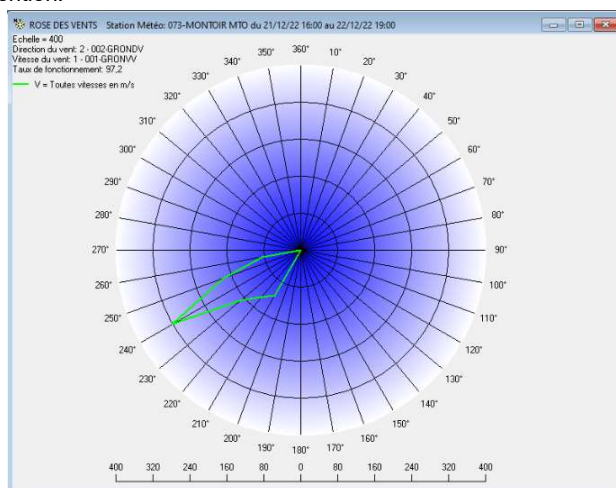 ROSE DES VENTS Station Météo: 073-MONTOIR MTO du 21/12/22 16:00 au 22/12/22 19:00
Echelle = 400
Direction du vent: 2 - 002-GRONDV
Vitesse du vent: 1 - 001-GRONVV
Taux de fonctionnement: 97,2
V = Toutes vitesses en m/s
350° 360° 10°
340° 20°
330° 30°
320° 40°
310° 50°
300° 60°
290° 70°
280° 80°
270° 90°
260° 100°
250° 110°
240° 120°
230° 130°
220° 140°
210° 150°
200° 160°
190° 180° 170°
400 320 240 160 80 0 80 160 240 320 400